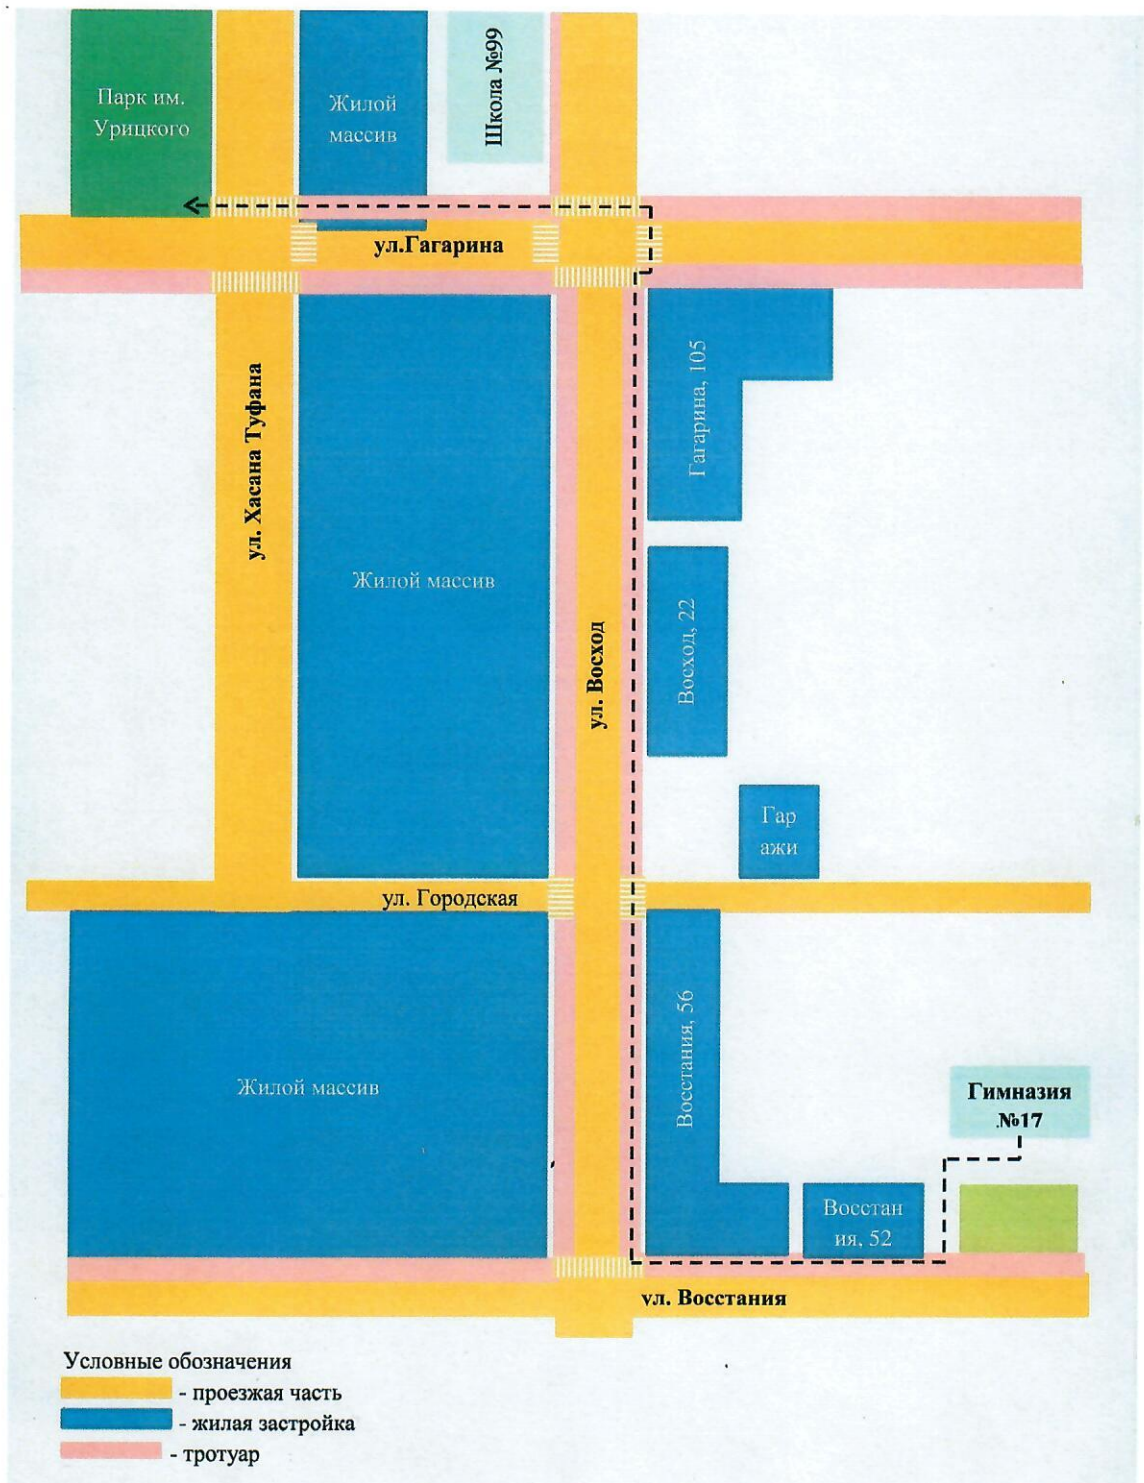 Парк им.
Урицкого
Жилой
массив
Школа №99
ул.Гагарина
ул. Хасана Туфана
Гагарина, 105
Жилой массив
Восход, 22
ул. Восход
Гар
ажи
ул. Городская
Восстания, 56
Жилой массив
Гимназия
№17
Восстан
ия, 52
ул. Восстания
Условные обозначения
- проезжая часть
- жилая застройка
- тротуар